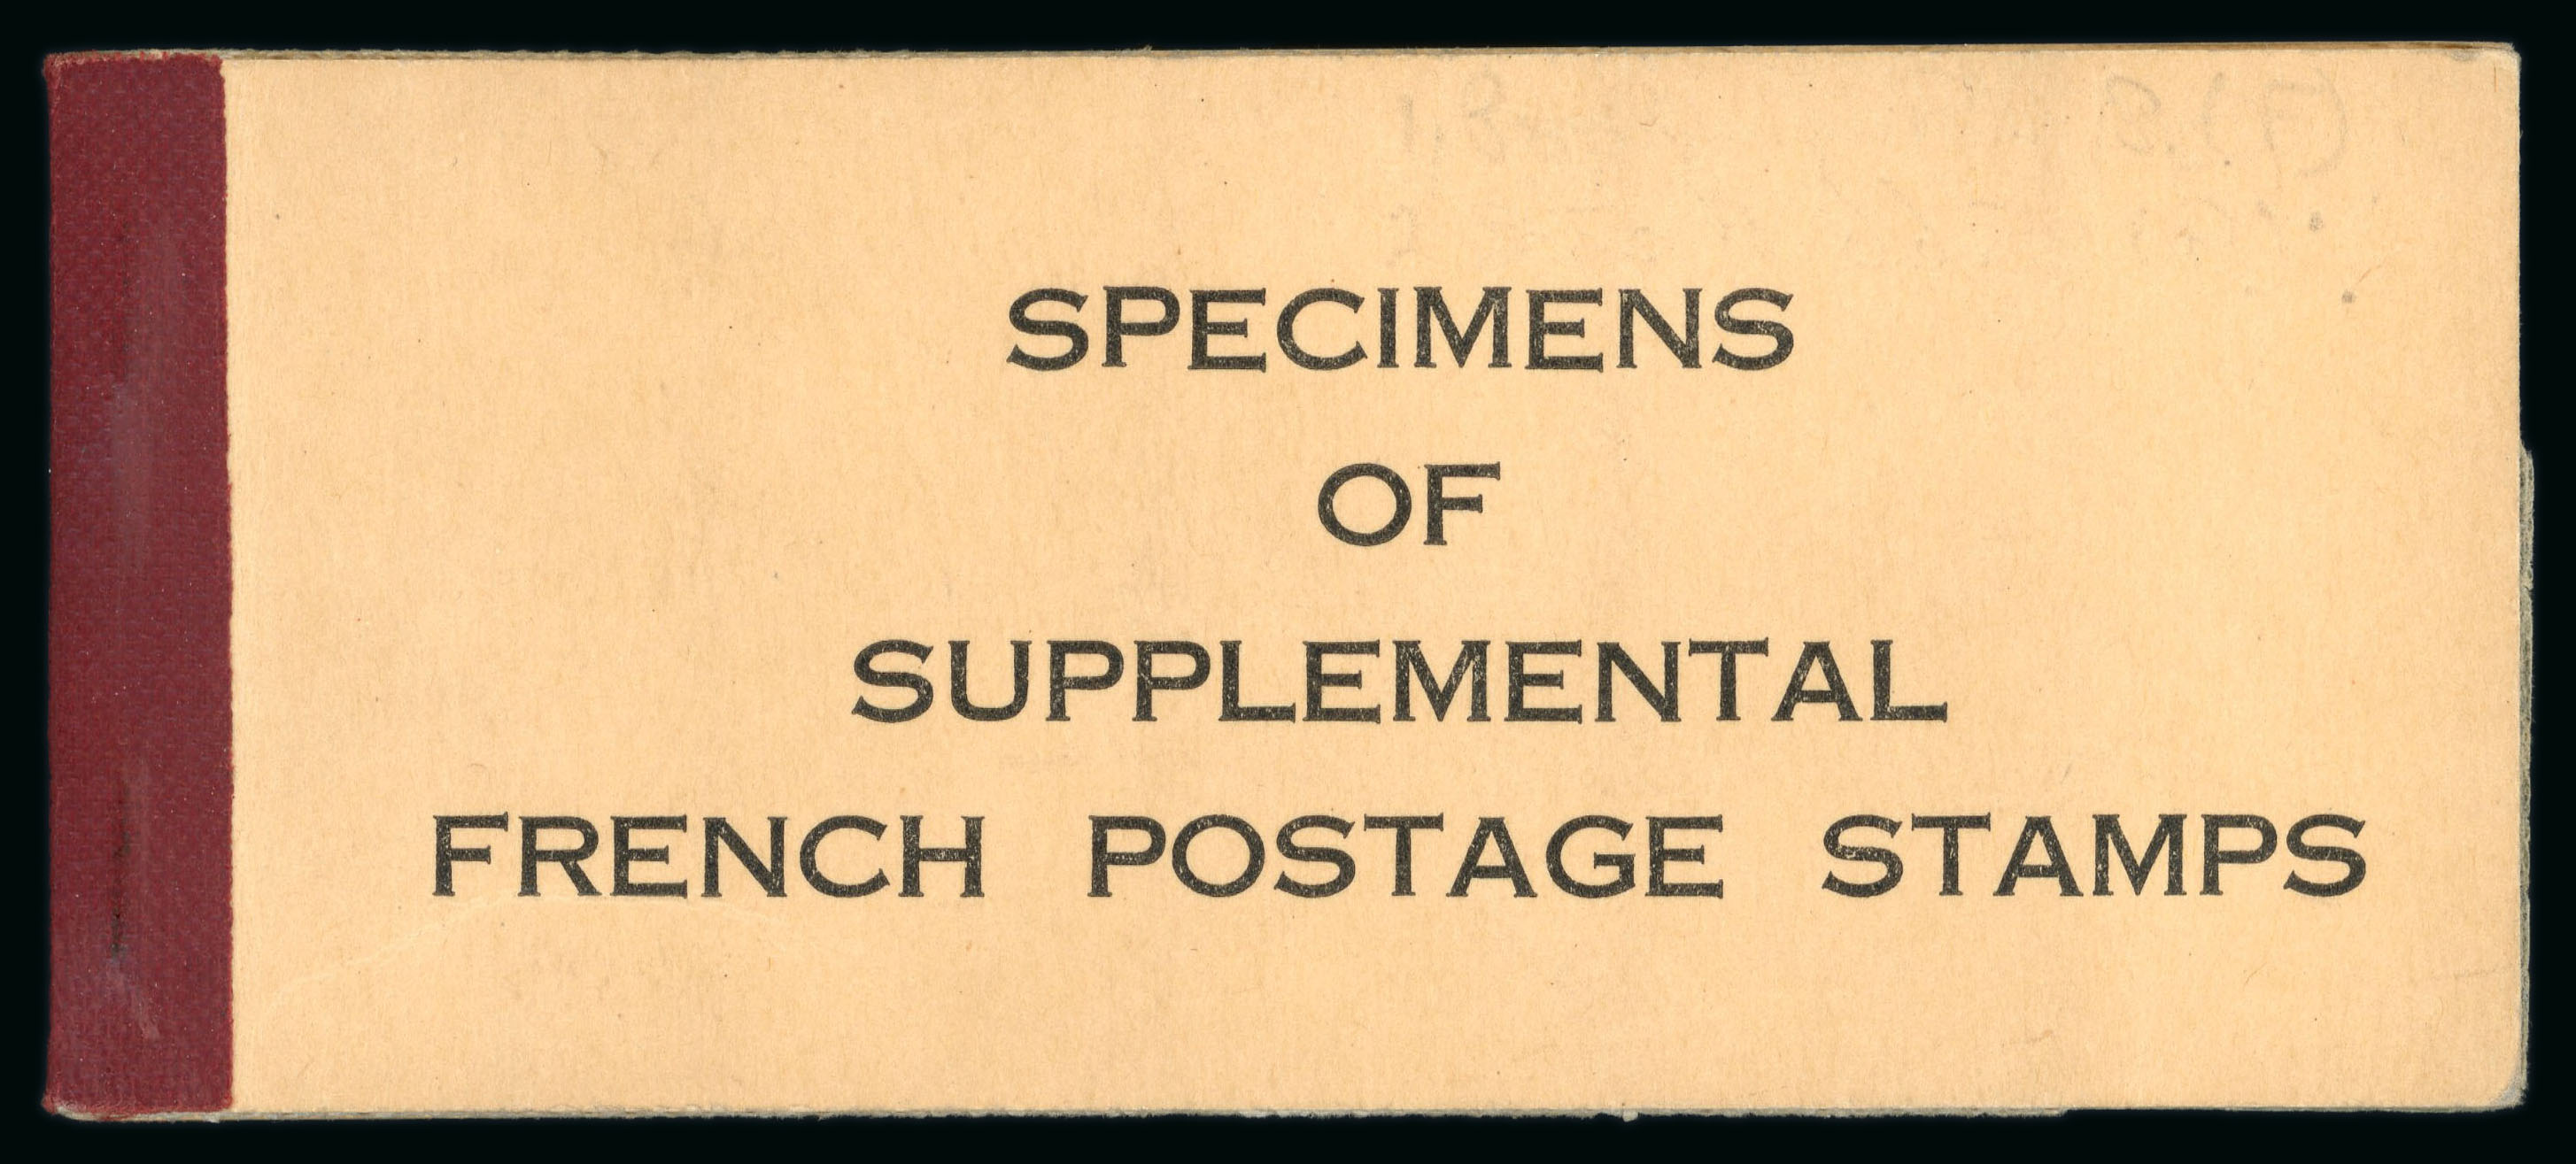 SPECIMENS
OF
SUPPLEMENTAL
FRENCH POSTAGE STAMPS